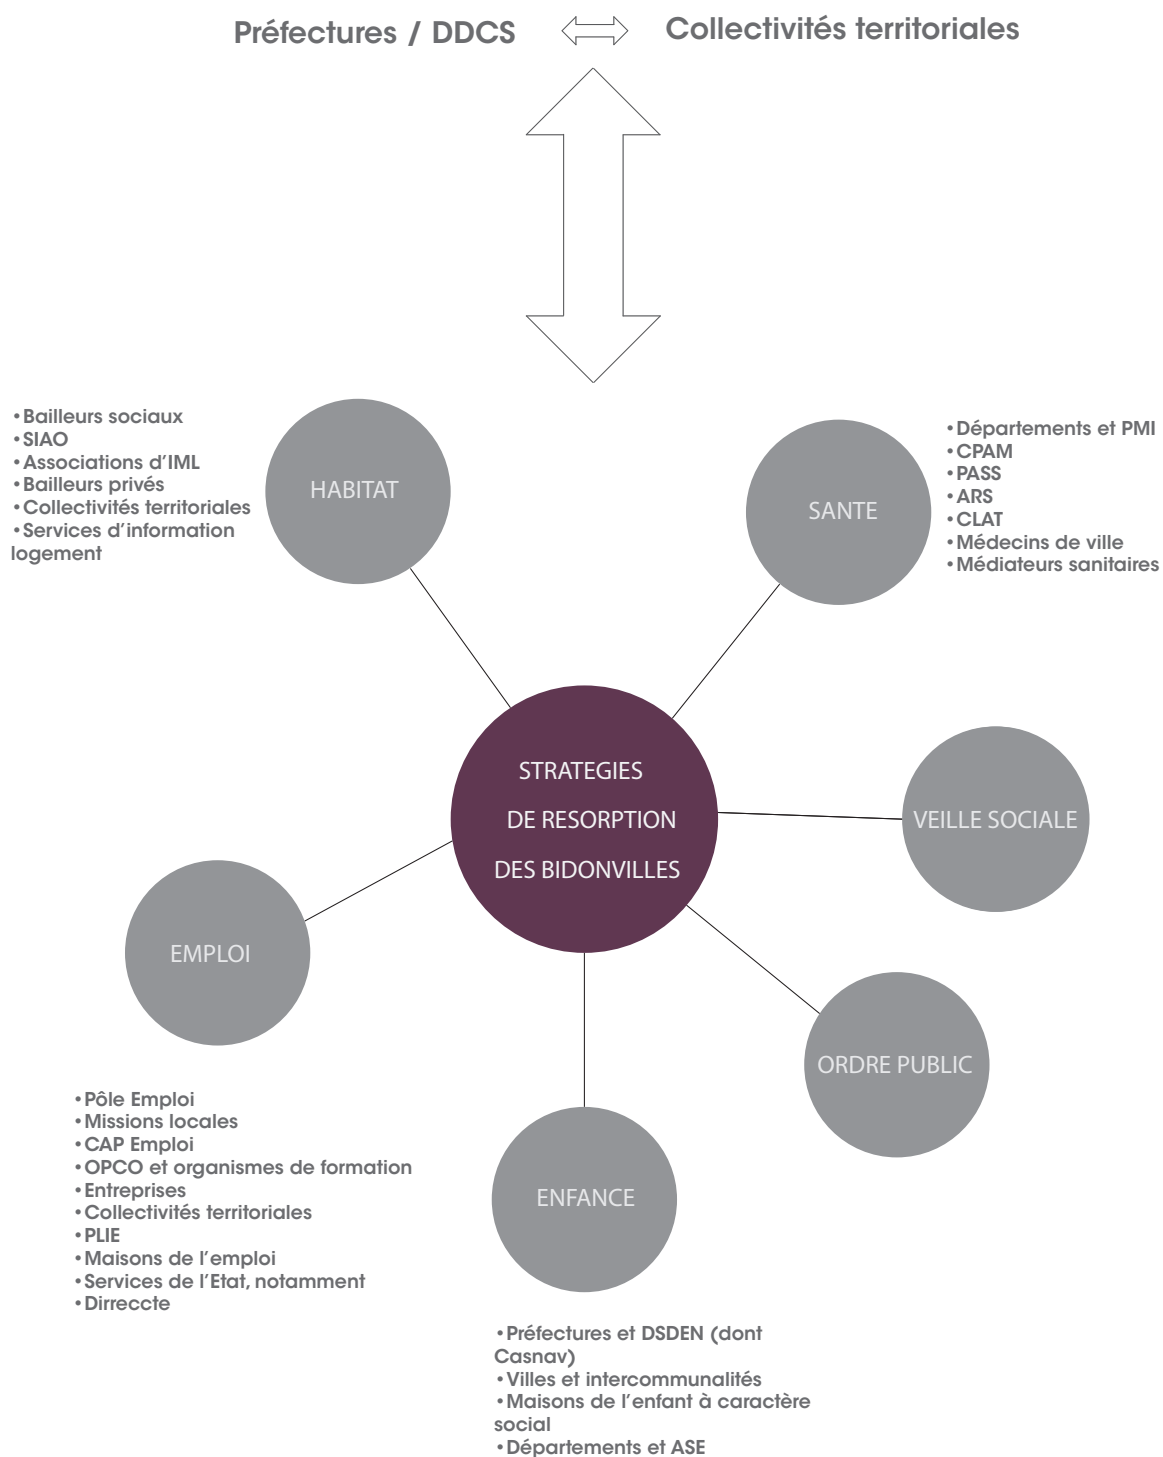 Préfectures / DDCS
Collectivités territoriales
•Bailleurs sociaux
•SIAO
•Associations d'IML
•Bailleurs privés
•Collectivités territoriales
•Services d'information
logement
HABITAT
SANTE
•Départements et PMI
•CPAM
•PASS
•ARS
•CLAT
•Médecins de ville
•Médiateurs sanitaires
STRATEGIES
DE RESORPTION
DES BIDONVILLES
VEILLE SOCIALE
EMPLOI
ORDRE PUBLIC
•Pôle Emploi
•Missions locales
•CAP Emploi
•OPCO et organismes de formation
•Entreprises
•Collectivités territoriales
•PLIE
•Maisons de l'emploi
•Services de l'Etat, notamment
•Dirreccte
ENFANCE
•Préfectures et DSDEN (dont
Casnav)
•Villes et intercommunalités
•Maisons de l'enfant à caractère
social
•Départements et ASE